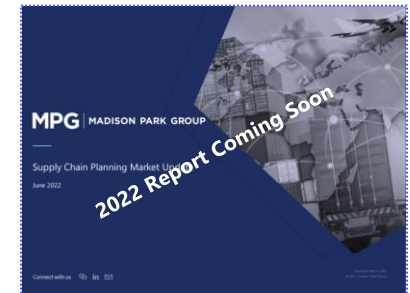 MPG | MADISON PARK GROUP
Supply Chain Planning Market Update
June 2022
2022 Report Coming Soon
Connect with us